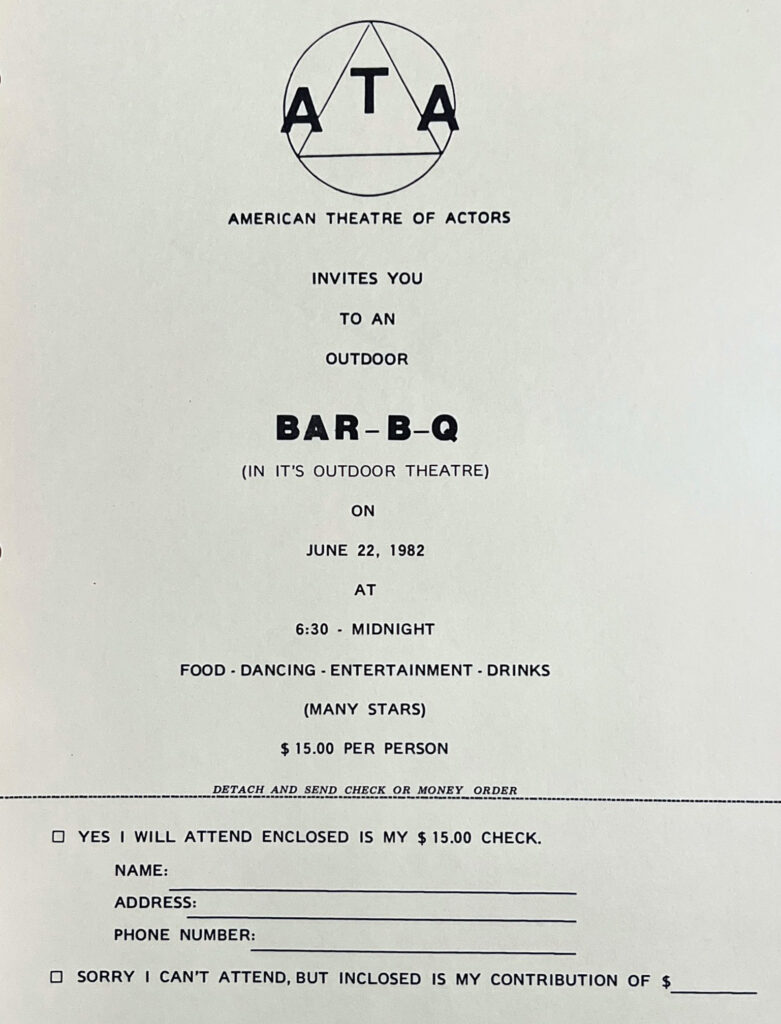 A T A
AMERICAN THEATRE OF ACTORS
INVITES YOU
TO AN
OUTDOOR
BAR-B-Q
(IN IT'S OUTDOOR THEATRE)
ON
JUNE 22, 1982
AT
6:30 - MIDNIGHT
FOOD - DANCING - ENTERTAINMENT - DRINKS
(MANY STARS)
$ 15.00 PER PERSON
DETACH AND SEND CHECK OR MONEY ORDER
☐ YES I WILL ATTEND ENCLOSED IS MY $ 15.00 CHECK.
NAME:
ADDRESS:
PHONE NUMBER:
☐ SORRY I CAN'T ATTEND, BUT INCLOSED IS MY CONTRIBUTION OF $